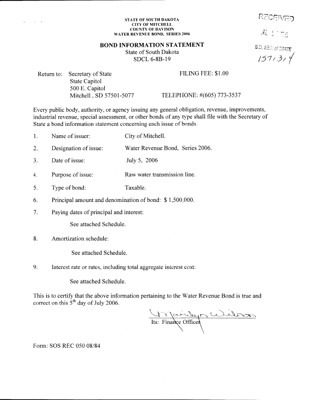 STATE OF SOUTH DAKOTA
CITY OF MITCHELL
COUNTY OF DAVISON
WATER REVENUE BOND, SERIES 2006
RECEIVED
BOND INFORMATION STATEMENT
State of South Dakota
SDCL 6-8B-19
S.D. SEC. OF STATE
Return to: Secretary of State FILING FEE: $1.00
State Capitol
500 E. Capitol
Mitchell , SD 57501-5077 TELEPHONE: #(605) 773-3537
Every public body, authority, or agency issuing any general obligation, revenue, improvements,
industrial revenue, special assessment, or other bonds of any type shall file with the Secretary of
State a bond information statement concerning each issue of bonds
1. Name of issuer: City of Mitchell.
2. Designation of issue: Water Revenue Bond, Series 2006.
3. Date of issue: July 5, 2006
4. Purpose of issue: Raw water transmission line.
5. Type of bond: Taxable.
6. Principal amount and denomination of bond: $ 1,500,000.
7. Paying dates of principal and interest:
See attached Schedule.
8. Amortization schedule:
See attached Schedule.
9. Interest rate or rates, including total aggregate interest cost:
See attached Schedule.
This is to certify that the above information pertaining to the Water Revenue Bond is true and
correct on this 5th day of July 2006.
Marilyn Wilson
Its: Finance Officer
Form: SOS REC 050 08/84